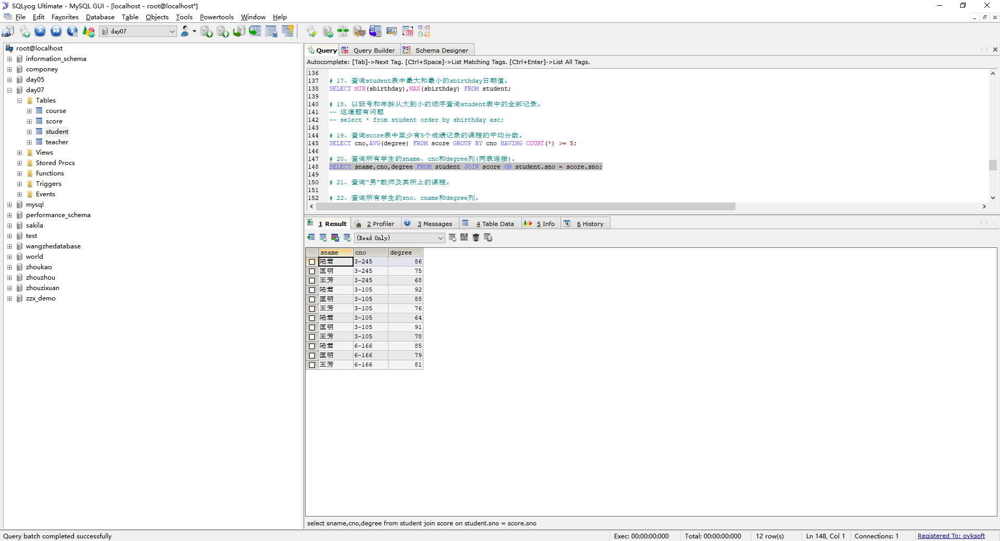 SQLyog Ultimate - MySQL GUI - [localhost - root@localhost*]
File Edit Favorites Database Table Objects Tools Powertools Window Help
day07
root@localhost
information_schema
componey
day05
day07
Tables
course
score
student
teacher
Views
Stored Procs
Functions
Triggers
Events
mysql
performance_schema
sakila
test
wangzhedatabase
world
zhoukao
zhouzhou
zhouzixuan
zzx_demo
Query Query Builder Schema Designer
Autocomplete: [Tab]->Next Tag. [Ctrl+Space]->List Matching Tags. [Ctrl+Enter]->List All Tags.
136
137 # 17、查询student表中最大和最小的sbirthday日期值。
138 SELECT MIN(sbirthday),MAX(sbirthday) FROM student;
139
140 # 18、以班号和年龄从大到小的顺序查询student表中的全部记录。
141 -- 这道题有问题
142 -- select * from student order by sbirthday asc;
143
144 # 19、查询score表中至少有5个成绩记录的课程的平均分数。
145 SELECT cno,AVG(degree) FROM score GROUP BY cno HAVING COUNT(*) >= 5;
146
147 # 20、查询所有学生的sname、cno和degree列(两表连接)。
148 SELECT sname,cno,degree FROM student JOIN score ON student.sno = score.sno;
149
150 # 21、查询“男”教师及其所上的课程。
151
152 # 22、查询所有学生的sno、cname和degree列。
1 Result 2 Profiler 3 Messages 4 Table Data 5 Info 6 History
(Read Only)
sname cno degree
陆君 3-245 86
匡明 3-245 75
王芳 3-245 68
陆君 3-105 92
匡明 3-105 88
王芳 3-105 76
陆君 3-105 64
匡明 3-105 91
王芳 3-105 78
陆君 6-166 85
匡明 6-166 79
王芳 6-166 81
select sname,cno,degree from student join score on student.sno = score.sno
Query batch completed successfully Exec: 00:00:00:000 Total: 00:00:00:000 12 row(s) Ln 148, Col 1 Connections: 1 Registered To: ovksoft